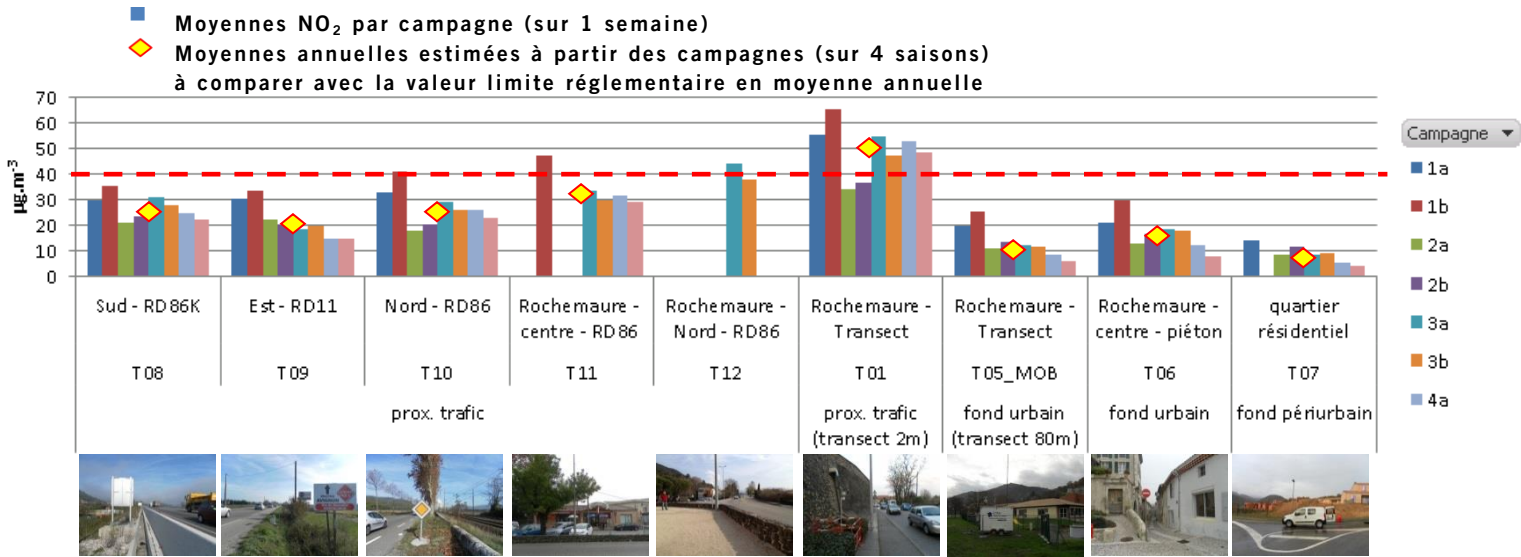 Moyennes NO₂ par campagne (sur 1 semaine)
Moyennes annuelles estimées à partir des campagnes (sur 4 saisons)
à comparer avec la valeur limite réglementaire en moyenne annuelle
µg.m⁻³
70
60
50
40
30
20
10
0
Sud - RD86K
Est - RD11
Nord - RD86
Rochemaure -
centre - RD86
Rochemaure -
Nord - RD86
Rochemaure -
Transect
Rochemaure -
Transect
Rochemaure -
centre - piéton
quartier
résidentiel
T08
T09
T10
T11
T12
T01
T05_MOB
T06
T07
prox. trafic
prox. trafic
(transect 2m)
fond urbain
(transect 80m)
fond urbain
fond périurbain
Campagne
1a
1b
2a
2b
3a
3b
4a